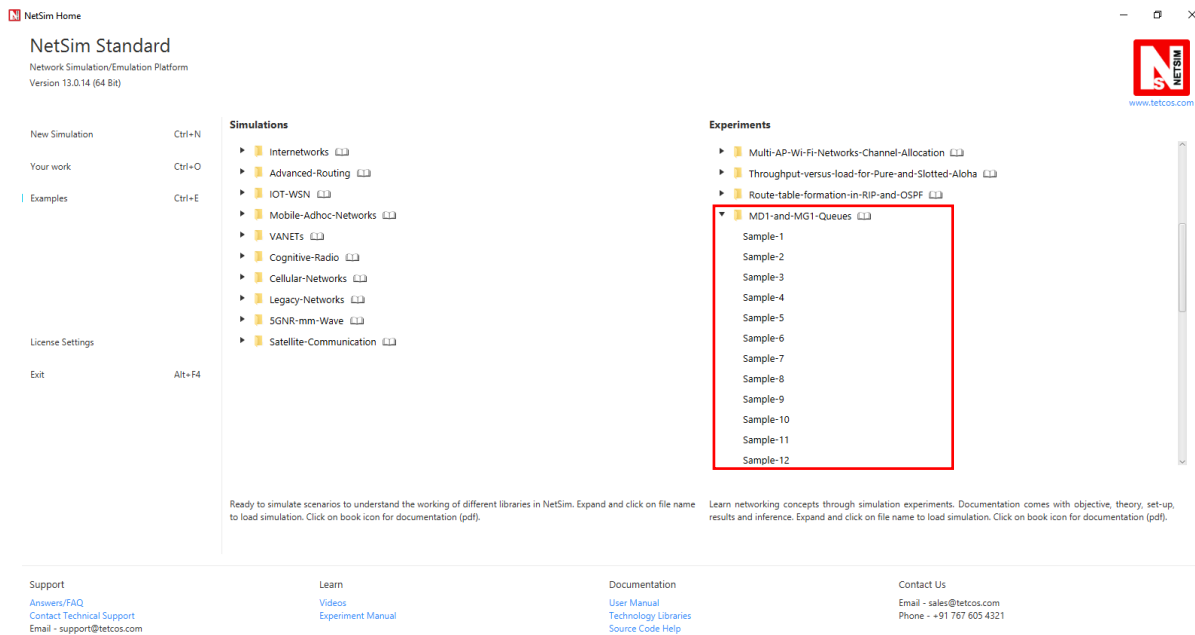 NetSim Home
NetSim Standard
Network Simulation/Emulation Platform
Version 13.0.14 (64 Bit)
NETSIM
www.tetcos.com
New Simulation Ctrl+N
Your work Ctrl+O
Examples Ctrl+E
License Settings
Exit Alt+F4
Simulations
Internetworks
Advanced-Routing
IOT-WSN
Mobile-Adhoc-Networks
VANETs
Cognitive-Radio
Cellular-Networks
Legacy-Networks
5GNR-mm-Wave
Satellite-Communication
Ready to simulate scenarios to understand the working of different libraries in NetSim. Expand and click on file name
to load simulation. Click on book icon for documentation (pdf).
Experiments
Multi-AP-Wi-Fi-Networks-Channel-Allocation
Throughput-versus-load-for-Pure-and-Slotted-Aloha
Route-table-formation-in-RIP-and-OSPF
MD1-and-MG1-Queues
Sample-1
Sample-2
Sample-3
Sample-4
Sample-5
Sample-6
Sample-7
Sample-8
Sample-9
Sample-10
Sample-11
Sample-12
Learn networking concepts through simulation experiments. Documentation comes with objective, theory, set-up,
results and inference. Expand and click on file name to load simulation. Click on book icon for documentation (pdf).
Support
Answers/FAQ
Contact Technical Support
Email - support@tetcos.com
Learn
Videos
Experiment Manual
Documentation
User Manual
Technology Libraries
Source Code Help
Contact Us
Email - sales@tetcos.com
Phone - +91 767 605 4321